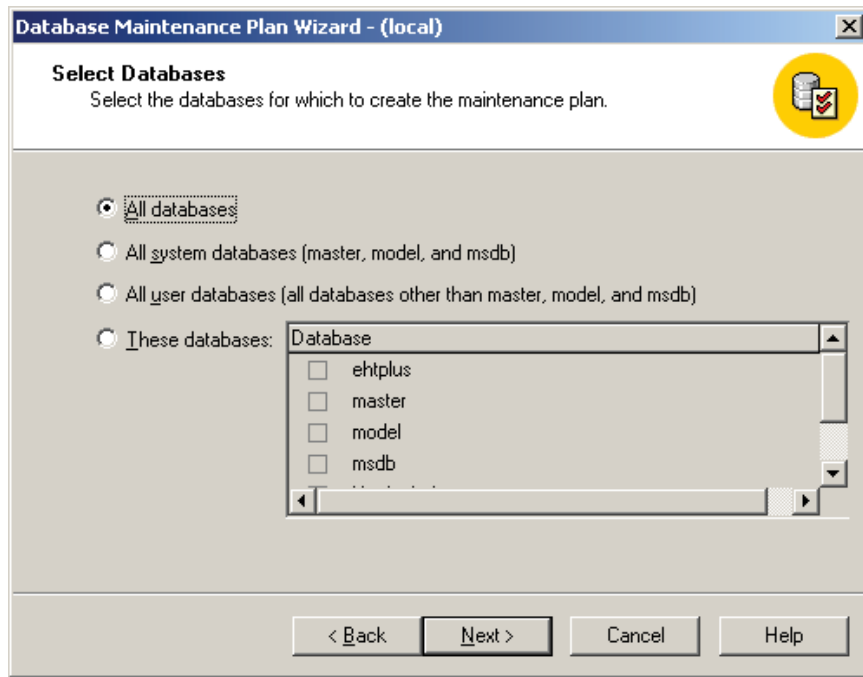 Database Maintenance Plan Wizard - (local)
Select Databases
Select the databases for which to create the maintenance plan.
All databases
All system databases (master, model, and msdb)
All user databases (all databases other than master, model, and msdb)
These databases:
Database
ehtplus
master
model
msdb
< Back
Next >
Cancel
Help